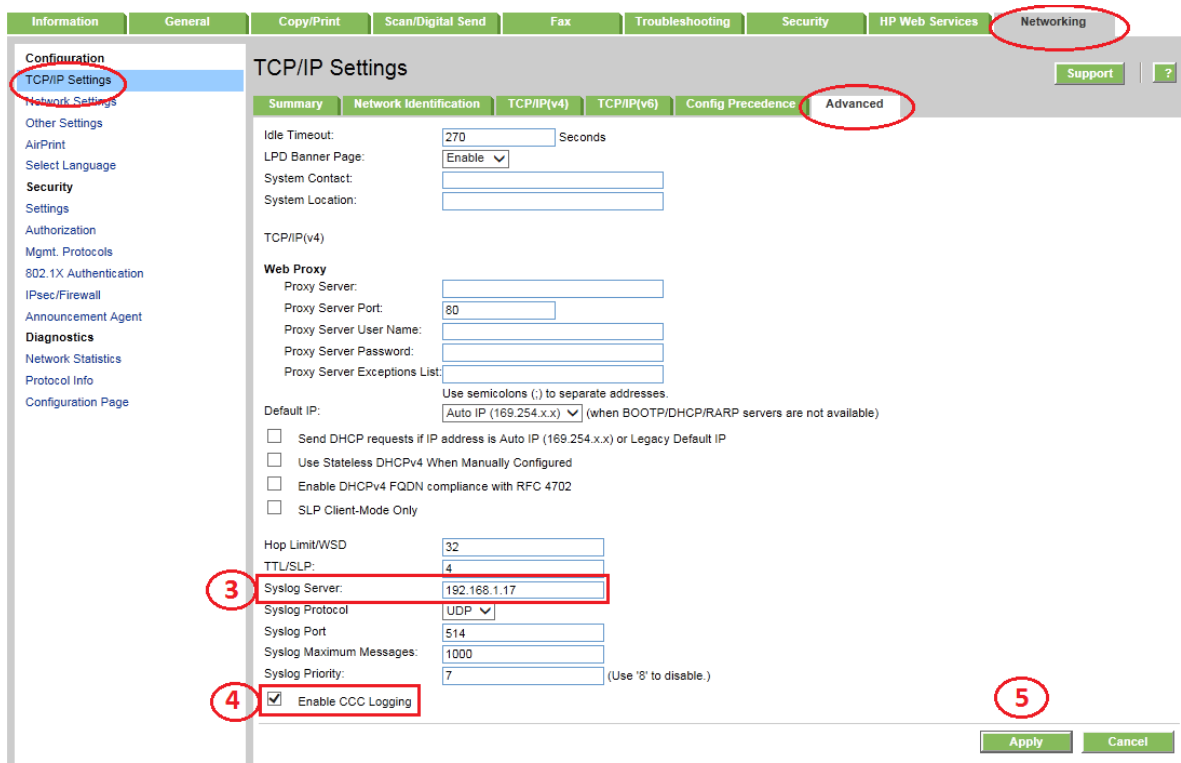 Information General Copy/Print Scan/Digital Send Fax Troubleshooting Security HP Web Services Networking
Configuration
TCP/IP Settings
Network Settings
Other Settings
AirPrint
Select Language
Security
Settings
Authorization
Mgmt. Protocols
802.1X Authentication
IPsec/Firewall
Announcement Agent
Diagnostics
Network Statistics
Protocol Info
Configuration Page
TCP/IP Settings
Support ?
Summary Network Identification TCP/IP(v4) TCP/IP(v6) Config Precedence Advanced
Idle Timeout: 270 Seconds
LPD Banner Page: Enable
System Contact:
System Location:
TCP/IP(v4)
Web Proxy
Proxy Server:
Proxy Server Port: 80
Proxy Server User Name:
Proxy Server Password:
Proxy Server Exceptions List:
Use semicolons (;) to separate addresses.
Default IP: Auto IP (169.254.x.x) (when BOOTP/DHCP/RARP servers are not available)
Send DHCP requests if IP address is Auto IP (169.254.x.x) or Legacy Default IP
Use Stateless DHCPv4 When Manually Configured
Enable DHCPv4 FQDN compliance with RFC 4702
SLP Client-Mode Only
Hop Limit/WSD 32
TTL/SLP: 4
3 Syslog Server: 192.168.1.17
Syslog Protocol UDP
Syslog Port 514
Syslog Maximum Messages: 1000
Syslog Priority: 7 (Use '8' to disable.)
4 Enable CCC Logging
5
Apply Cancel